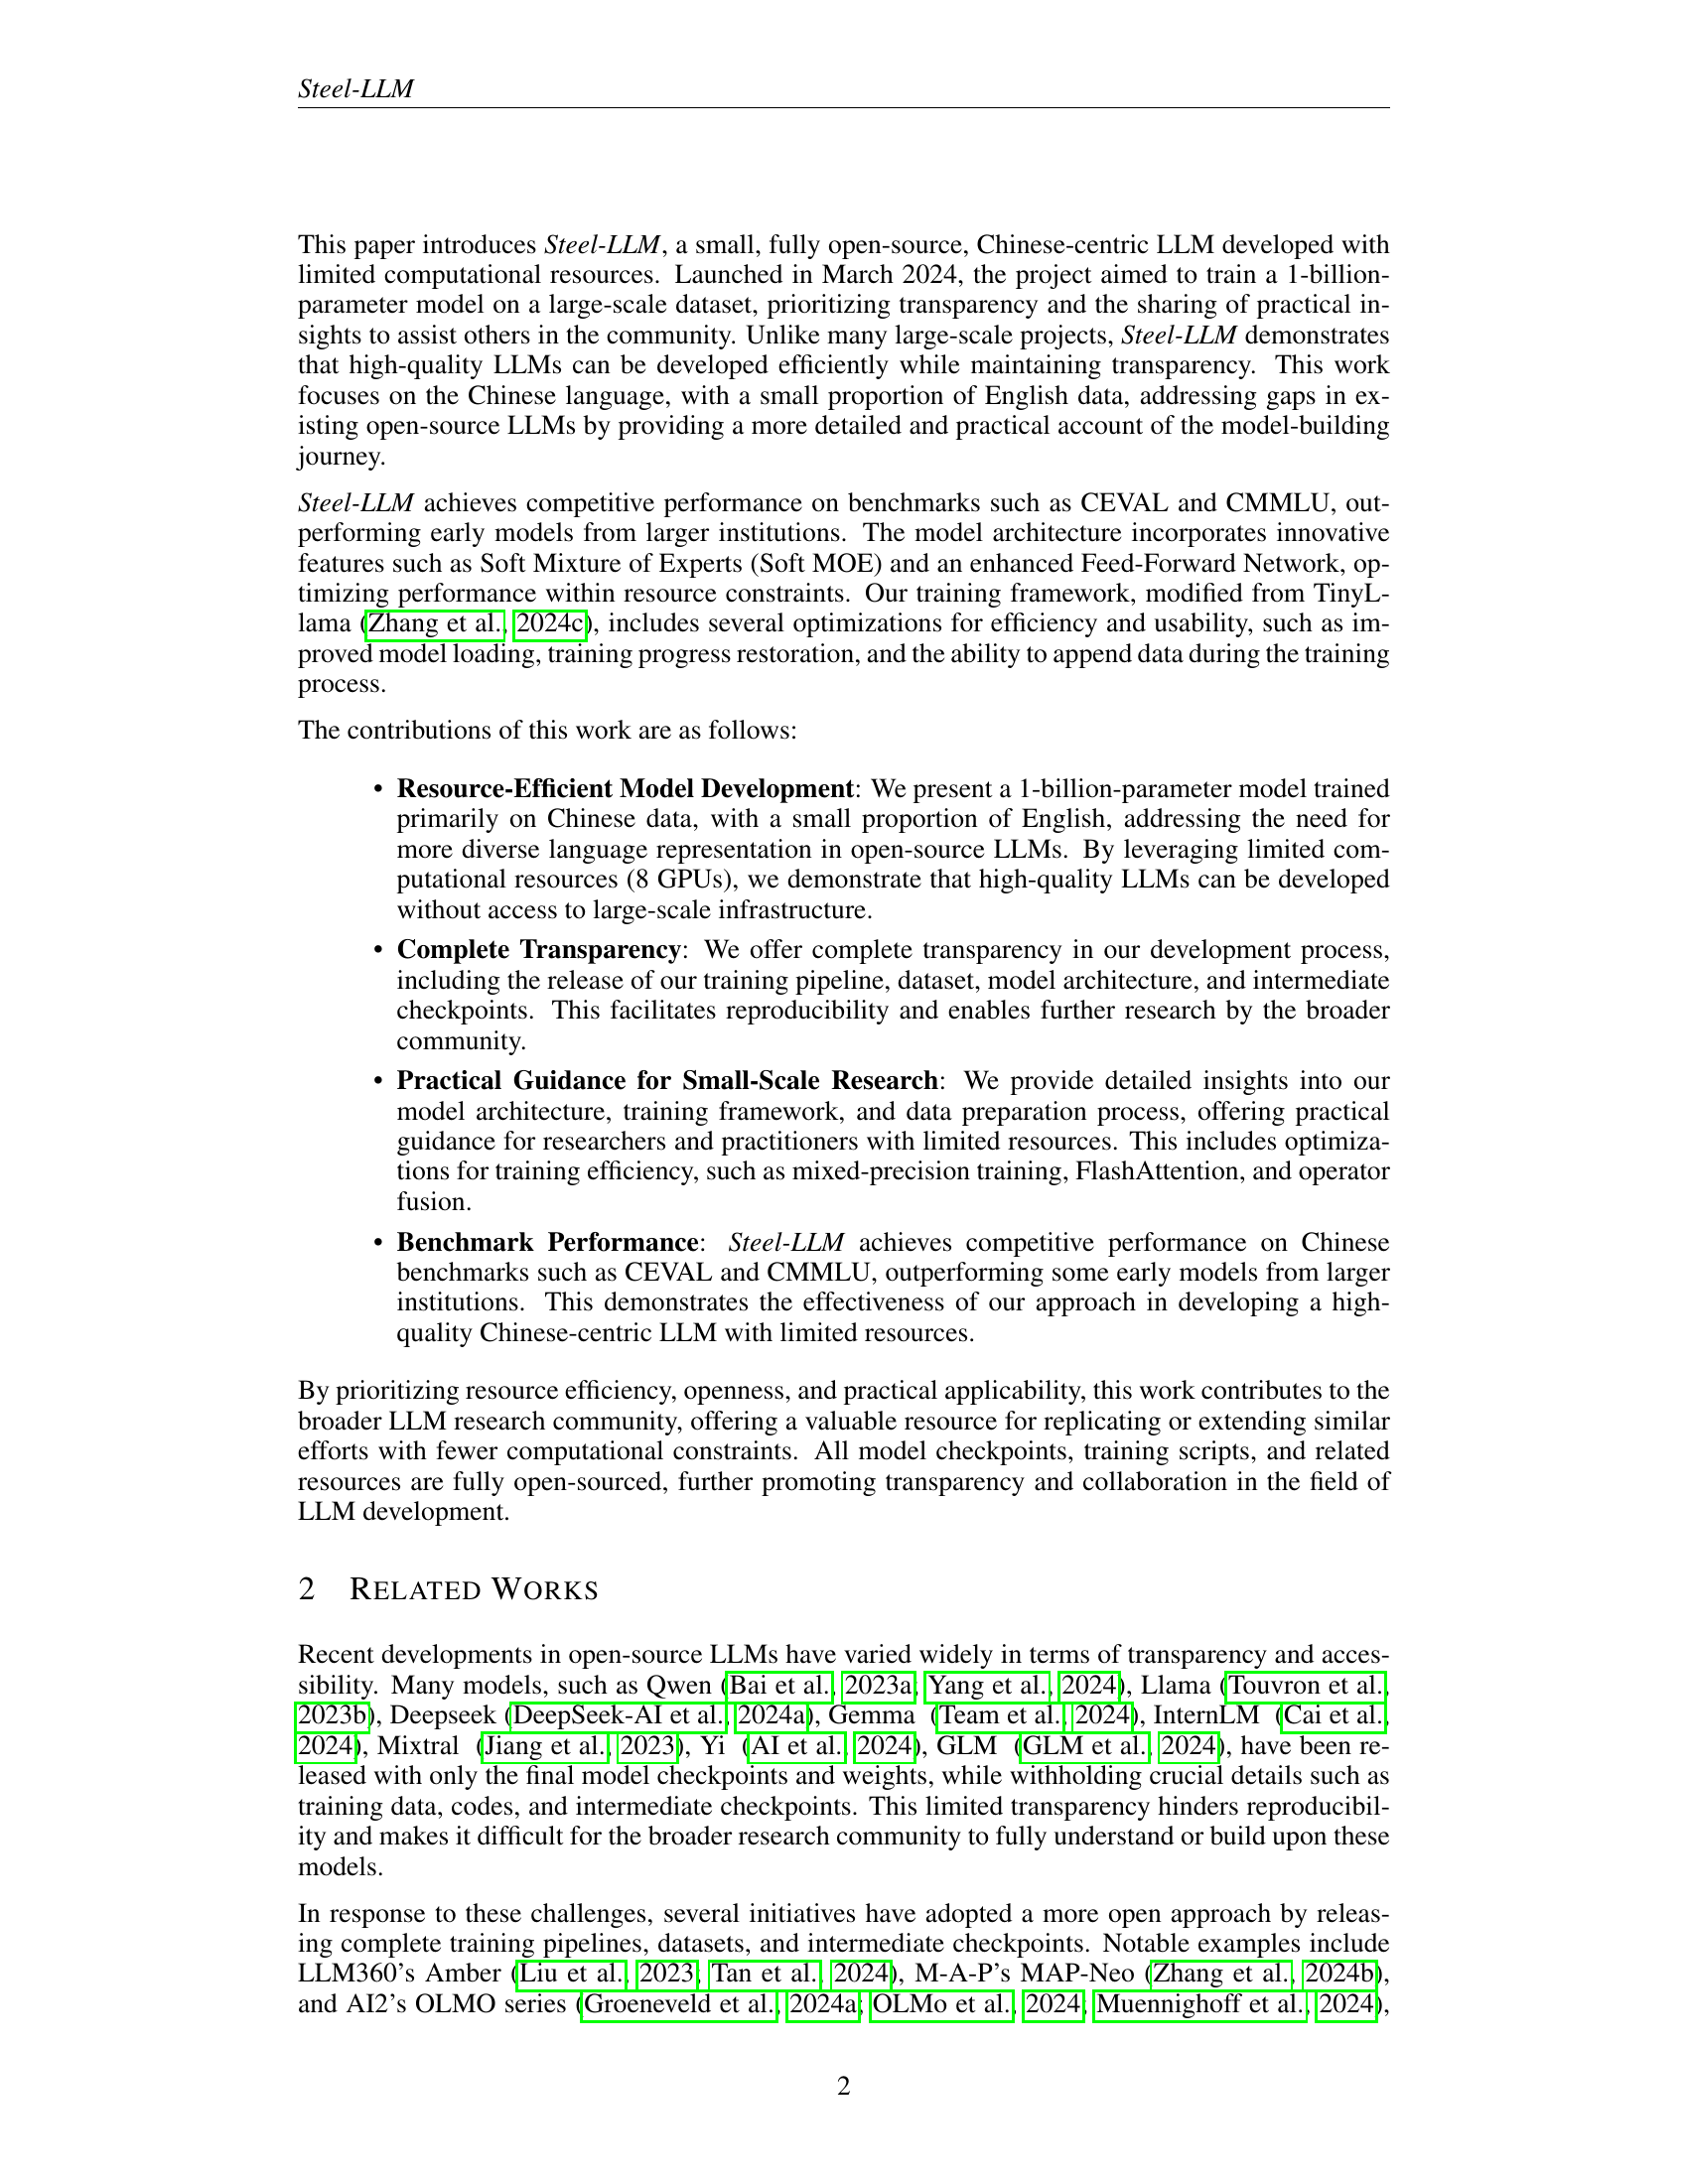 Steel-LLM
This paper introduces Steel-LLM, a small, fully open-source, Chinese-centric LLM developed with
limited computational resources. Launched in March 2024, the project aimed to train a 1-billion-
parameter model on a large-scale dataset, prioritizing transparency and the sharing of practical in-
sights to assist others in the community. Unlike many large-scale projects, Steel-LLM demonstrates
that high-quality LLMs can be developed efficiently while maintaining transparency. This work
focuses on the Chinese language, with a small proportion of English data, addressing gaps in ex-
isting open-source LLMs by providing a more detailed and practical account of the model-building
journey.
Steel-LLM achieves competitive performance on benchmarks such as CEVAL and CMMLU, out-
performing early models from larger institutions. The model architecture incorporates innovative
features such as Soft Mixture of Experts (Soft MOE) and an enhanced Feed-Forward Network, op-
timizing performance within resource constraints. Our training framework, modified from TinyL-
lama (Zhang et al., 2024c), includes several optimizations for efficiency and usability, such as im-
proved model loading, training progress restoration, and the ability to append data during the training
process.
The contributions of this work are as follows:
• Resource-Efficient Model Development: We present a 1-billion-parameter model trained
primarily on Chinese data, with a small proportion of English, addressing the need for
more diverse language representation in open-source LLMs. By leveraging limited com-
putational resources (8 GPUs), we demonstrate that high-quality LLMs can be developed
without access to large-scale infrastructure.
• Complete Transparency: We offer complete transparency in our development process,
including the release of our training pipeline, dataset, model architecture, and intermediate
checkpoints. This facilitates reproducibility and enables further research by the broader
community.
• Practical Guidance for Small-Scale Research: We provide detailed insights into our
model architecture, training framework, and data preparation process, offering practical
guidance for researchers and practitioners with limited resources. This includes optimiza-
tions for training efficiency, such as mixed-precision training, FlashAttention, and operator
fusion.
• Benchmark Performance: Steel-LLM achieves competitive performance on Chinese
benchmarks such as CEVAL and CMMLU, outperforming some early models from larger
institutions. This demonstrates the effectiveness of our approach in developing a high-
quality Chinese-centric LLM with limited resources.
By prioritizing resource efficiency, openness, and practical applicability, this work contributes to the
broader LLM research community, offering a valuable resource for replicating or extending similar
efforts with fewer computational constraints. All model checkpoints, training scripts, and related
resources are fully open-sourced, further promoting transparency and collaboration in the field of
LLM development.
2 RELATED WORKS
Recent developments in open-source LLMs have varied widely in terms of transparency and acces-
sibility. Many models, such as Qwen (Bai et al., 2023a; Yang et al., 2024), Llama (Touvron et al.,
2023b), Deepseek (DeepSeek-AI et al., 2024a), Gemma (Team et al., 2024), InternLM (Cai et al.,
2024), Mixtral (Jiang et al., 2023), Yi (AI et al., 2024), GLM (GLM et al., 2024), have been re-
leased with only the final model checkpoints and weights, while withholding crucial details such as
training data, codes, and intermediate checkpoints. This limited transparency hinders reproducibil-
ity and makes it difficult for the broader research community to fully understand or build upon these
models.
In response to these challenges, several initiatives have adopted a more open approach by releas-
ing complete training pipelines, datasets, and intermediate checkpoints. Notable examples include
LLM360's Amber (Liu et al., 2023; Tan et al., 2024), M-A-P's MAP-Neo (Zhang et al., 2024b),
and AI2's OLMO series (Groeneveld et al., 2024a; OLMo et al., 2024; Muennighoff et al., 2024),
2